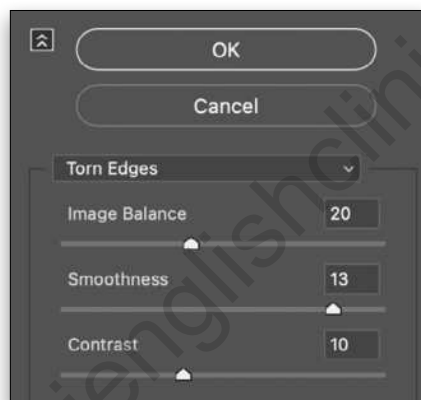 OK
Cancel
Torn Edges
Image Balance 20
Smoothness 13
Contrast 10